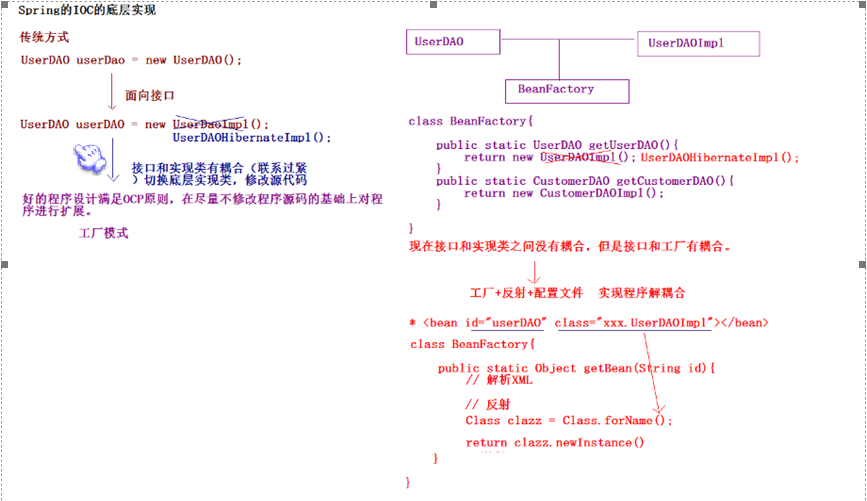 Spring的IOC的底层实现
传统方式
UserDAO userDao = new UserDAO();
面向接口
UserDAO userDAO = new UserDaoImpl();
UserDAOHibernateImpl();
接口和实现类有耦合（联系过紧
）切换底层实现类，修改源代码
好的程序设计满足OCP原则，在尽量不修改程序源码的基础上对程
序进行扩展。
工厂模式
UserDAO
UserDAOImpl
BeanFactory
class BeanFactory{
public static UserDAO getUserDAO(){
return new UserDAOImpl(); UserDAOHibernateImpl();
}
public static CustomerDAO getCustomerDAO(){
return new CustomerDAOImpl();
}
}
现在接口和实现类之间没有耦合，但是接口和工厂有耦合。
工厂+反射+配置文件 实现程序解耦合
* <bean id="userDAO" class="xxx.UserDAOImpl"></bean>
class BeanFactory{
public static Object getBean(String id){
// 解析XML
// 反射
Class clazz = Class.forName();
return clazz.newInstance()
}
}